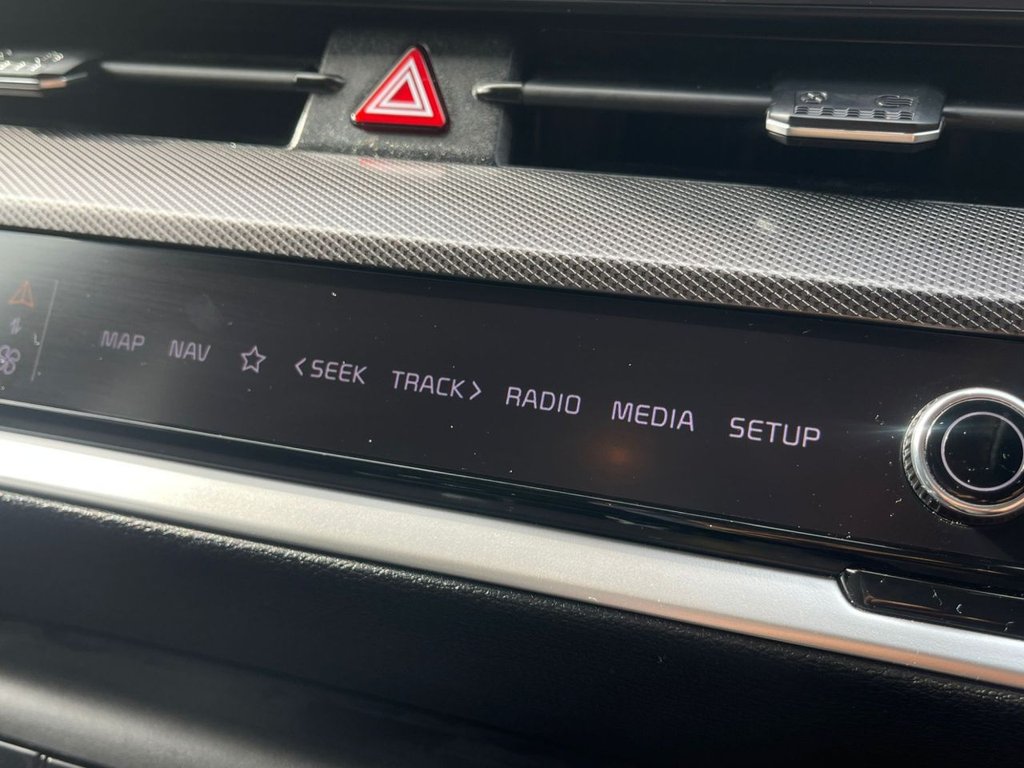 MAP NAV ☆ <SEEK TRACK> RADIO MEDIA SETUP